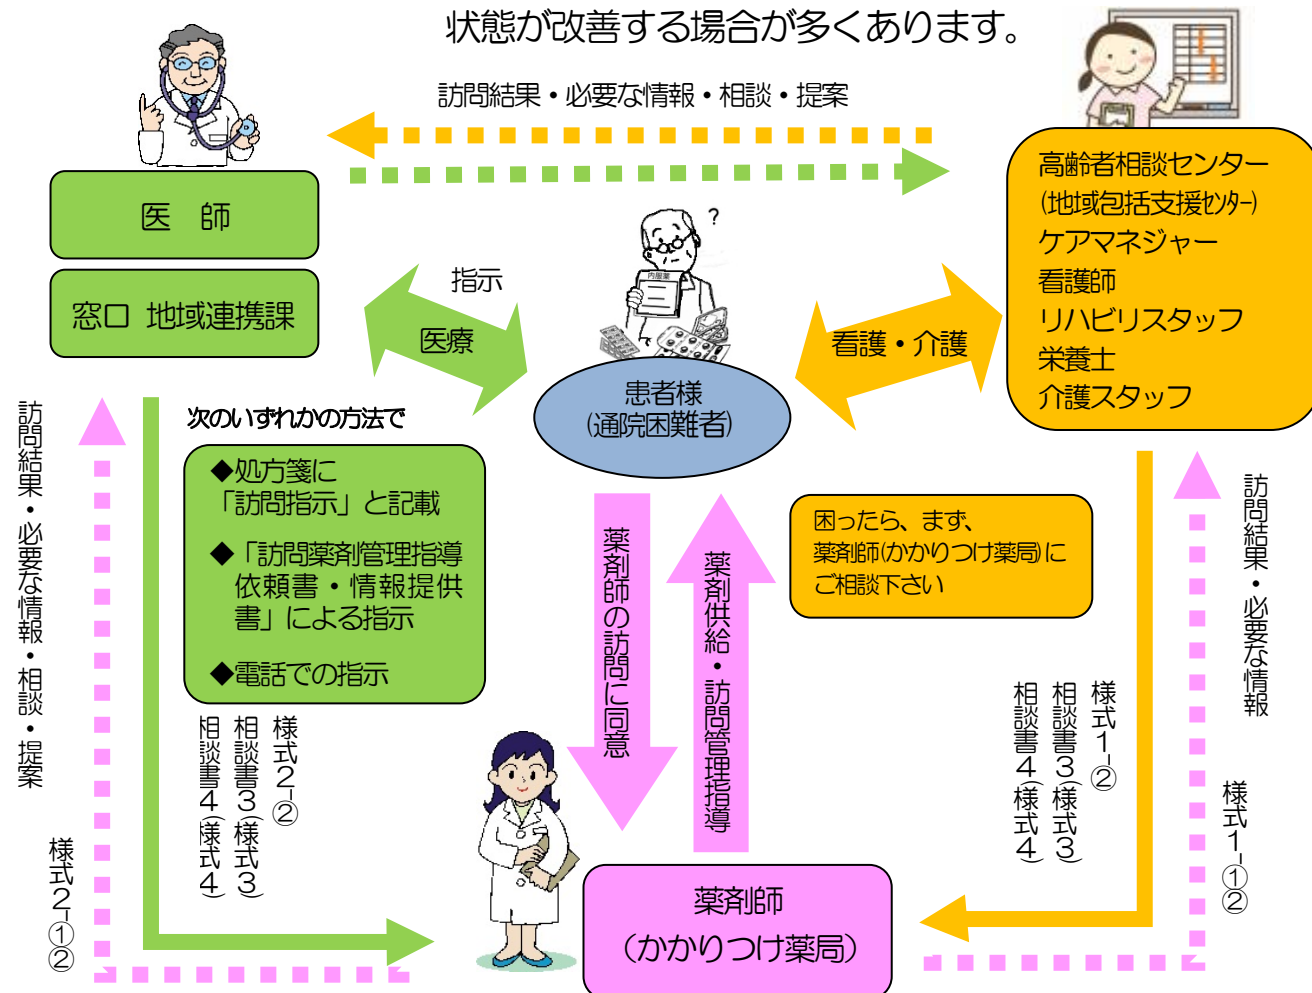 状態が改善する場合が多くあります。
訪問結果・必要な情報・相談・提案
医 師
窓口 地域連携課
高齢者相談センター
(地域包括支援ｾﾝﾀｰ)
ケアマネジャー
看護師
リハビリスタッフ
栄養士
介護スタッフ
?
内服薬
指示
医療
看護・介護
患者様
(通院困難者)
次のいずれかの方法で
◆処方箋に
「訪問指示」と記載
◆「訪問薬剤管理指導
依頼書・情報提供
書」による指示
◆電話での指示
困ったら、まず、
薬剤師(かかりつけ薬局)に
ご相談下さい
訪問結果・必要な情報・相談・提案
様式2-①②
様式2-②
相談書3(様式3)
相談書4(様式4)
薬剤師の訪問に同意
薬剤供給・訪問管理指導
様式1-②
相談書3(様式3)
相談書4(様式4)
訪問結果・必要な情報
様式1-①②
薬剤師
(かかりつけ薬局)